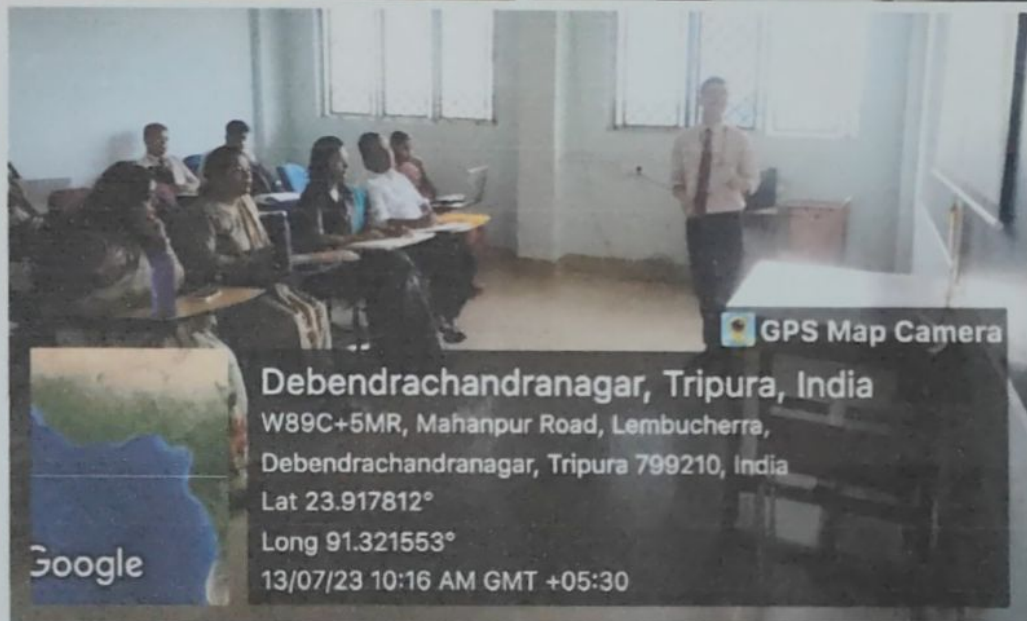 GPS Map Camera
Debendrachandranagar, Tripura, India
W89C+5MR, Mahanpur Road, Lembucherra,
Debendrachandranagar, Tripura 799210, India
Lat 23.917812°
Long 91.321553°
13/07/23 10:16 AM GMT +05:30
Google